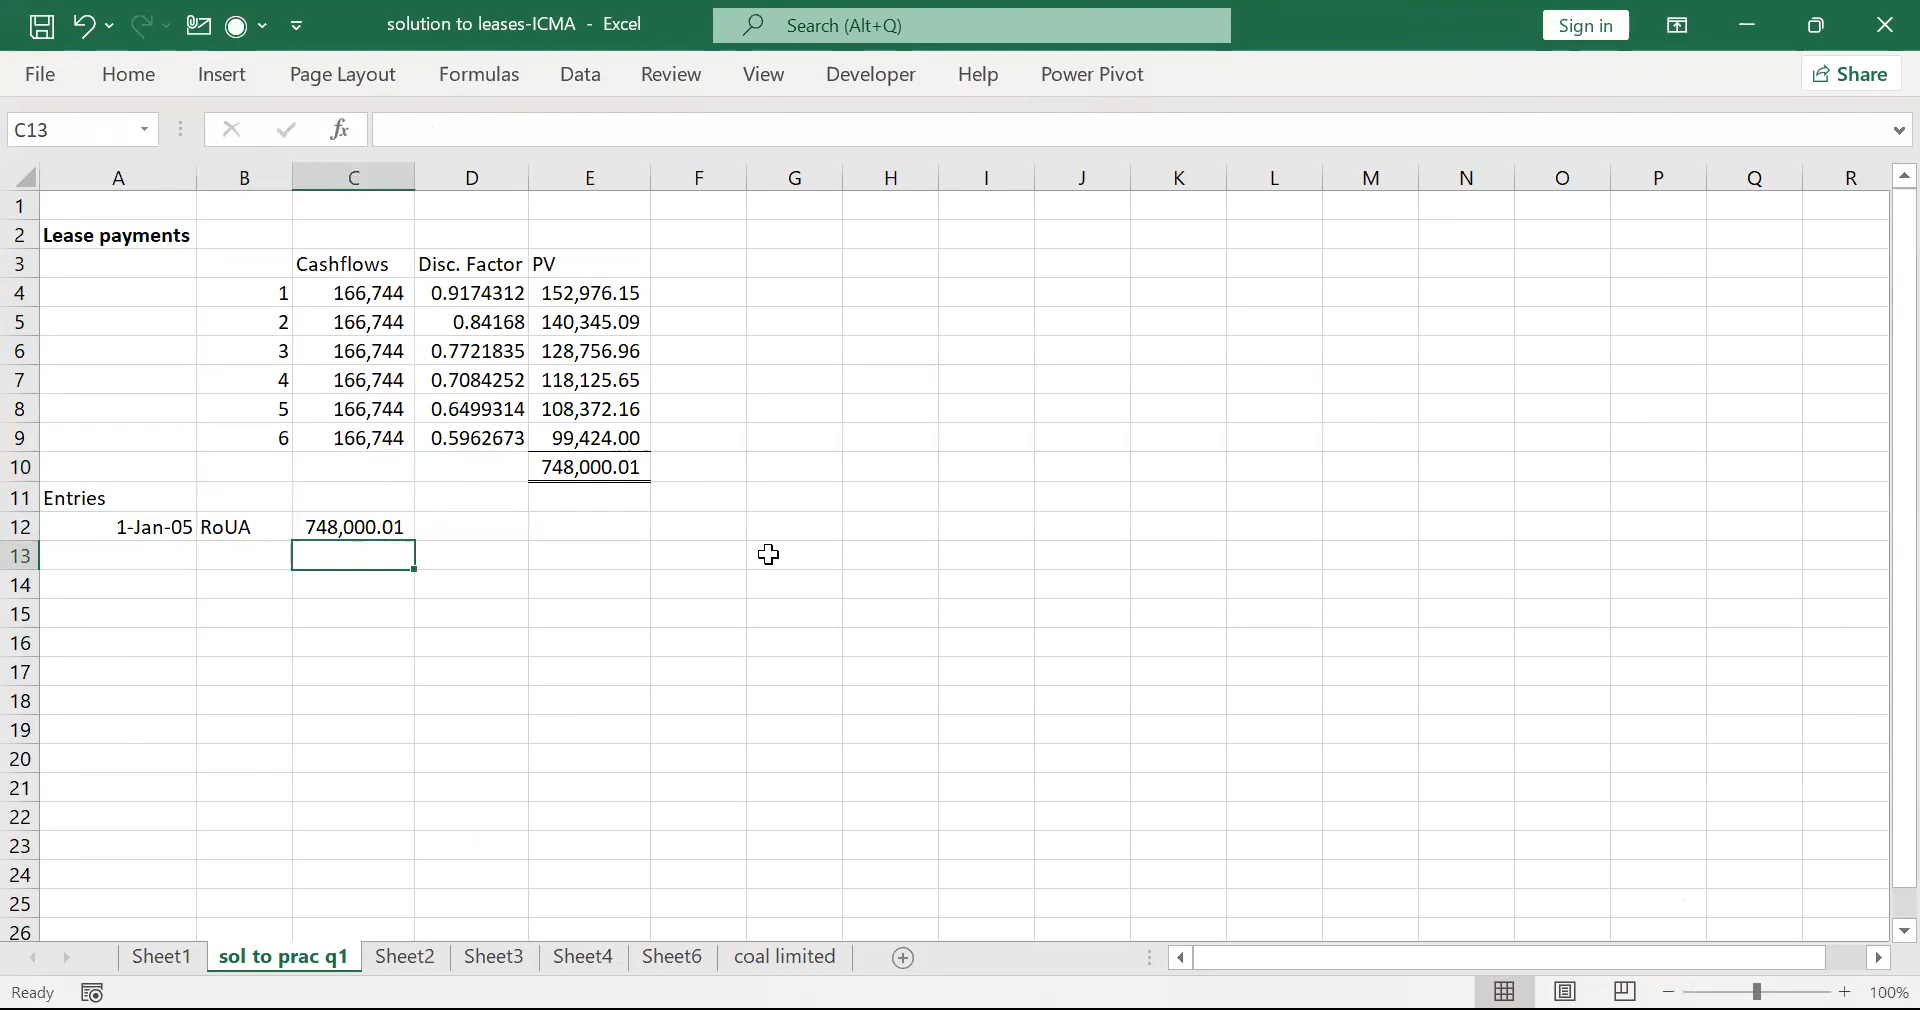 solution to leases-ICMA - Excel
Search (Alt+Q)
Sign in
File Home Insert Page Layout Formulas Data Review View Developer Help Power Pivot Share
C13 fx
A B C D E F G H I J K L M N O P Q R
1
2 Lease payments
3 Cashflows Disc. Factor PV
4 1 166,744 0.9174312 152,976.15
5 2 166,744 0.84168 140,345.09
6 3 166,744 0.7721835 128,756.96
7 4 166,744 0.7084252 118,125.65
8 5 166,744 0.6499314 108,372.16
9 6 166,744 0.5962673 99,424.00
10 748,000.01
11 Entries
12 1-Jan-05 RoUA 748,000.01
13
14
15
16
17
18
19
20
21
22
23
24
25
26
Sheet1 sol to prac q1 Sheet2 Sheet3 Sheet4 Sheet6 coal limited
Ready 100%